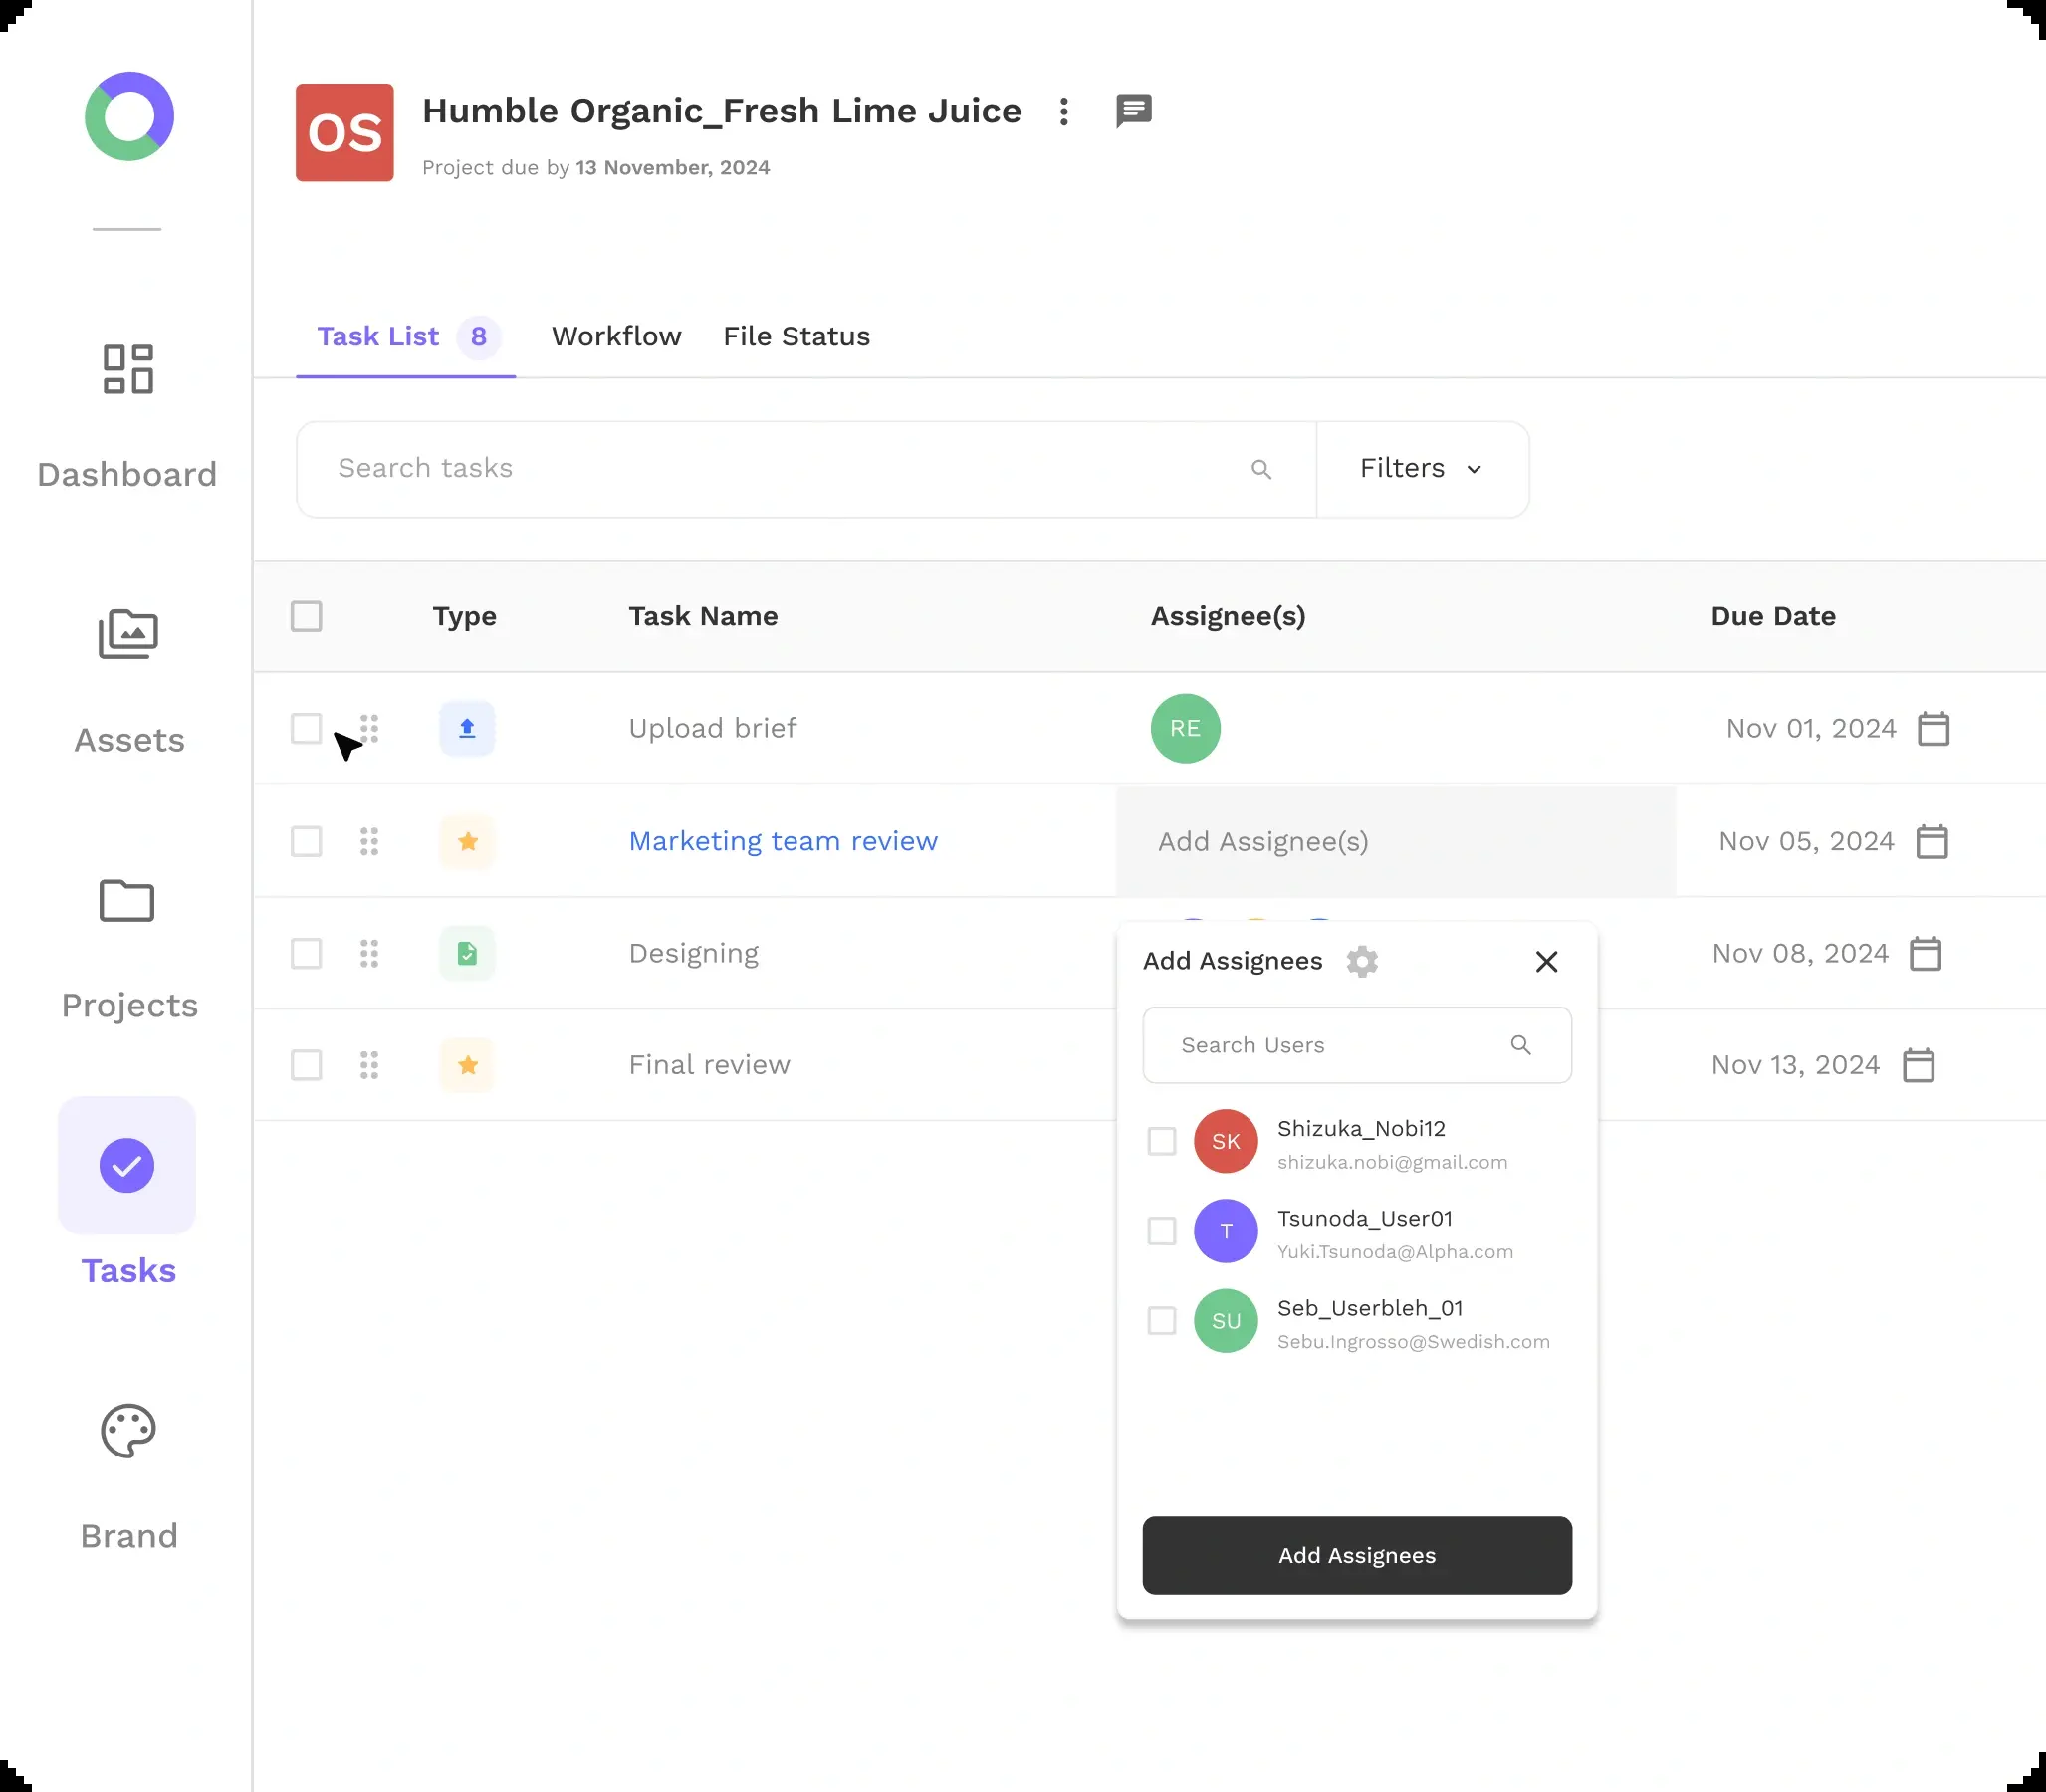 OS
Humble Organic_Fresh Lime Juice
Project due by 13 November, 2024
Dashboard
Assets
Projects
Tasks
Brand
Task List 8 Workflow File Status
Search tasks Filters
Type Task Name Assignee(s) Due Date
Upload brief RE Nov 01, 2024
Marketing team review Add Assignee(s) Nov 05, 2024
Designing Nov 08, 2024
Final review Nov 13, 2024
Add Assignees
Search Users
SK Shizuka_Nobi12
shizuka.nobi@gmail.com
T Tsunoda_User01
Yuki.Tsunoda@Alpha.com
SU Seb_Userbleh_01
Sebu.Ingrosso@Swedish.com
Add Assignees